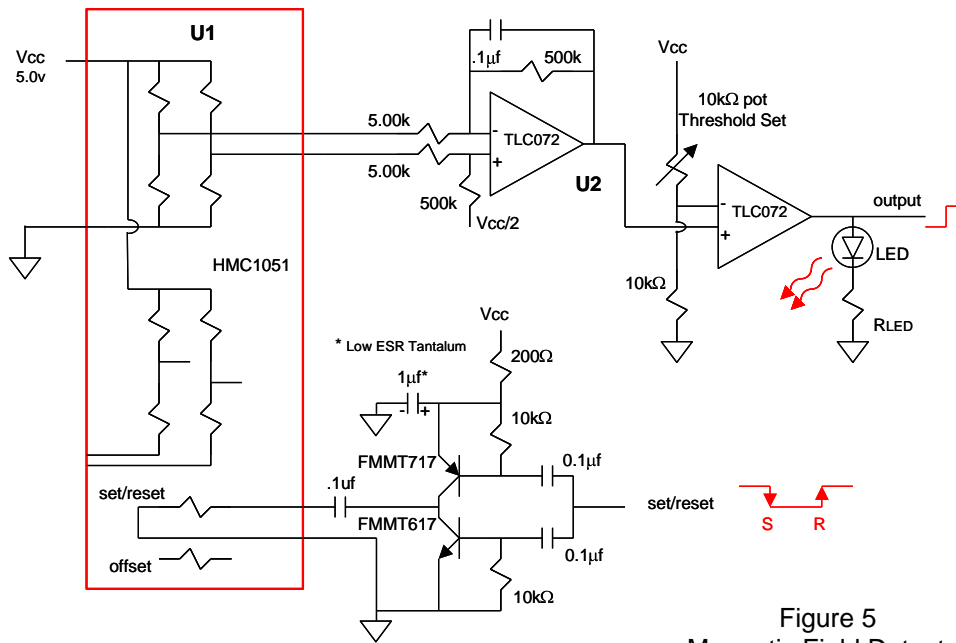 U1
Vcc
5.0v
.1µf
500k
Vcc
10kΩ pot
Threshold Set
5.00k
-
TLC072
+
5.00k
U2
500k
Vcc/2
-
TLC072
+
output
LED
HMC1051
10kΩ
RLED
Vcc
* Low ESR Tantalum
200Ω
1µf*
- +
10kΩ
FMMT717
0.1µf
set/reset
.1uf
FMMT617
set/reset
S R
0.1µf
offset
10kΩ
Figure 5